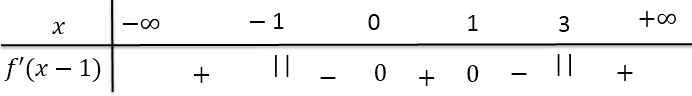 x −∞ −1 0 1 3 +∞
f′(x − 1) + || − 0 + 0 − || +